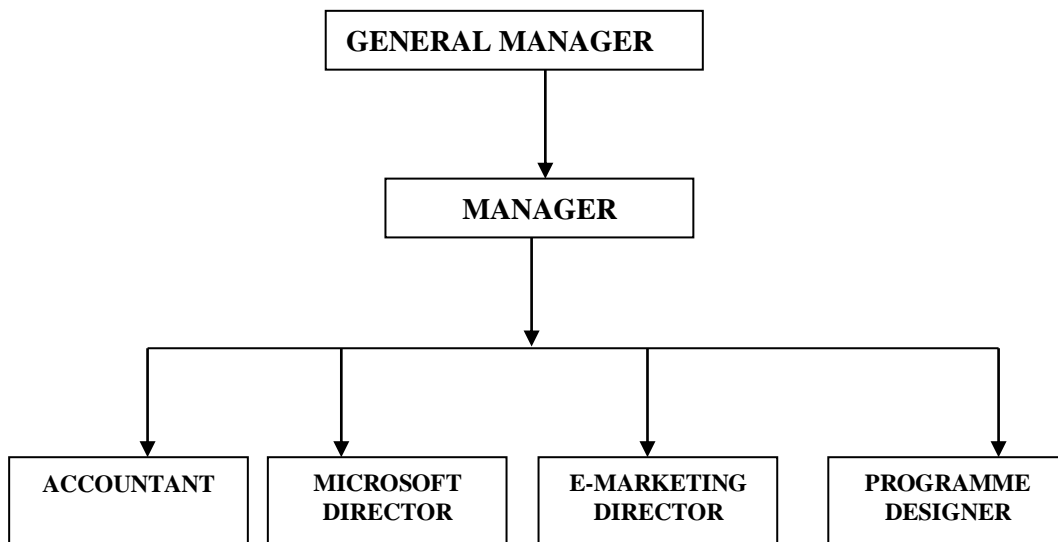 GENERAL MANAGER
MANAGER
ACCOUNTANT
MICROSOFT
DIRECTOR
E-MARKETING
DIRECTOR
PROGRAMME
DESIGNER